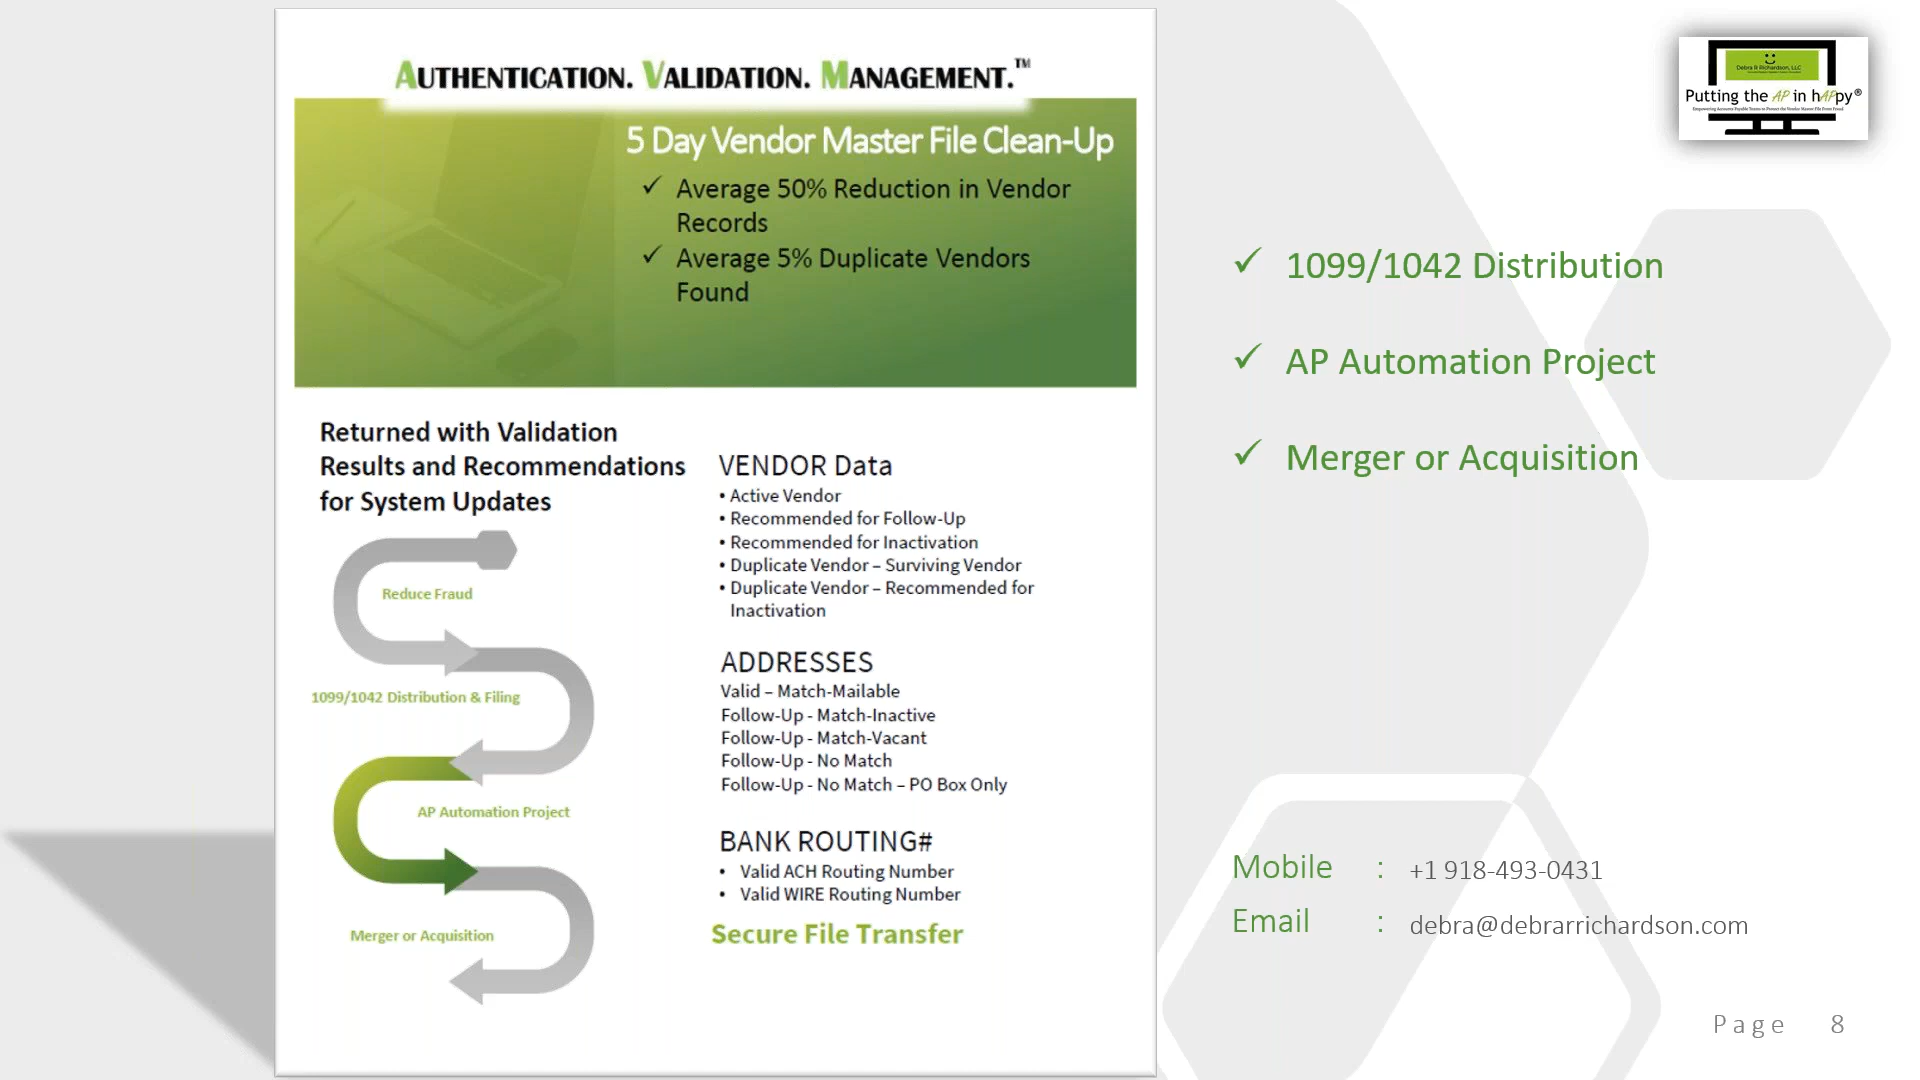 AUTHENTICATION. VALIDATION. MANAGEMENT.™
5 Day Vendor Master File Clean-Up
✓ Average 50% Reduction in Vendor
Records
✓ Average 5% Duplicate Vendors
Found
Returned with Validation
Results and Recommendations
for System Updates
Reduce Fraud
1099/1042 Distribution & Filing
AP Automation Project
Merger or Acquisition
VENDOR Data
• Active Vendor
• Recommended for Follow-Up
• Recommended for Inactivation
• Duplicate Vendor – Surviving Vendor
• Duplicate Vendor – Recommended for
Inactivation
ADDRESSES
Valid – Match-Mailable
Follow-Up - Match-Inactive
Follow-Up - Match-Vacant
Follow-Up - No Match
Follow-Up - No Match – PO Box Only
BANK ROUTING#
• Valid ACH Routing Number
• Valid WIRE Routing Number
Secure File Transfer
Debra R Richardson, LLC
Putting the AP in hAPpy®
✓ 1099/1042 Distribution
✓ AP Automation Project
✓ Merger or Acquisition
Mobile : +1 918-493-0431
Email : debra@debrarrichardson.com
Page 8